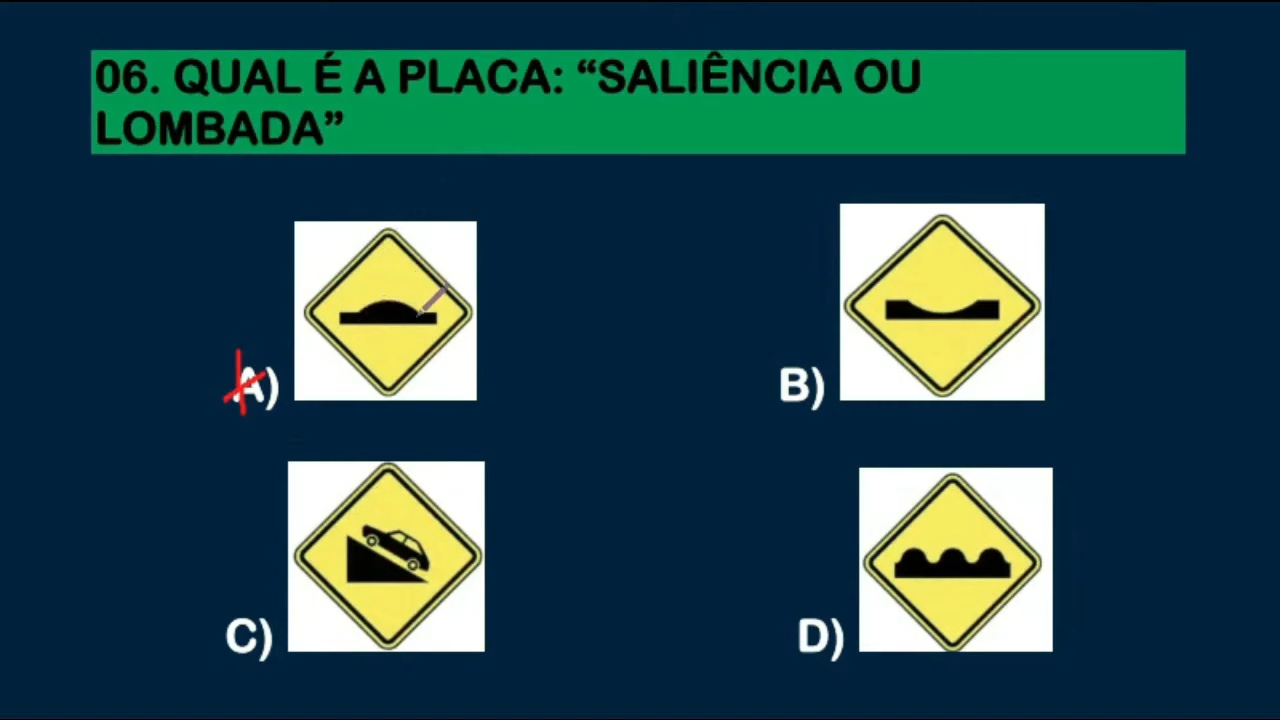 06. QUAL É A PLACA: “SALIÊNCIA OU
LOMBADA”
A)
B)
C)
D)